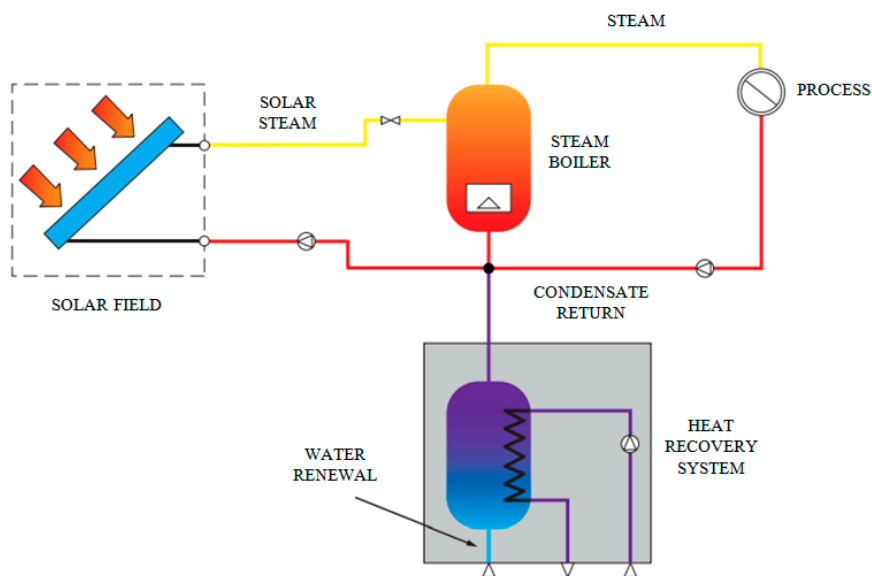 STEAM
PROCESS
SOLAR
STEAM
STEAM
BOILER
SOLAR FIELD
CONDENSATE
RETURN
HEAT
RECOVERY
SYSTEM
WATER
RENEWAL